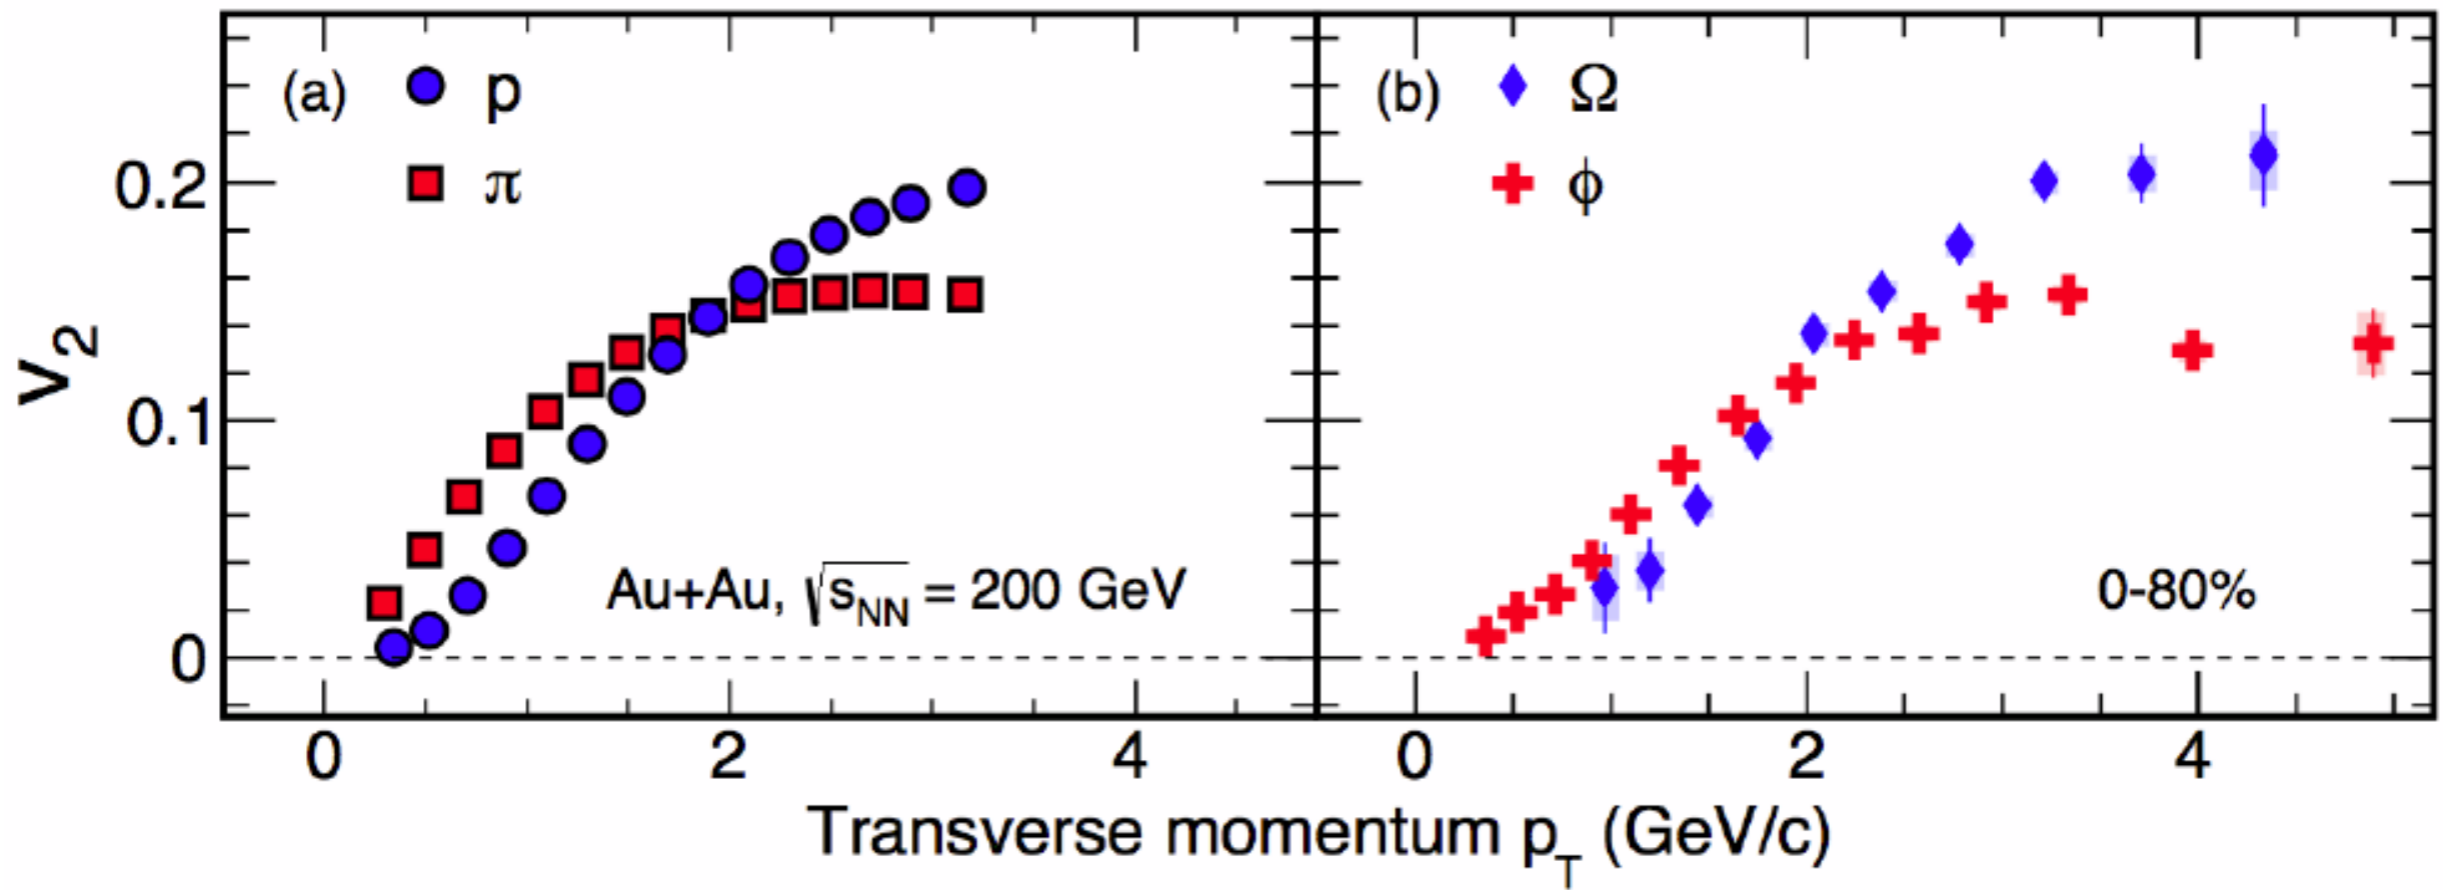 (a) p
π
(b) Ω
ϕ
0.2
0.1
0
v2
Au+Au, √sNN = 200 GeV
0-80%
0 2 4
0 2 4
Transverse momentum pT (GeV/c)